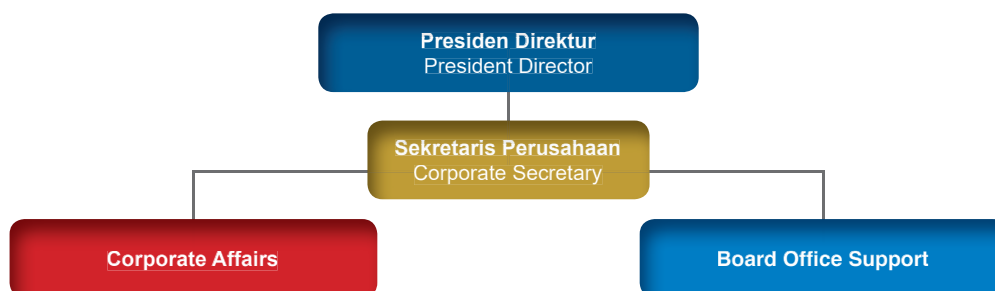 Presiden Direktur
President Director
Sekretaris Perusahaan
Corporate Secretary
Corporate Affairs
Board Office Support